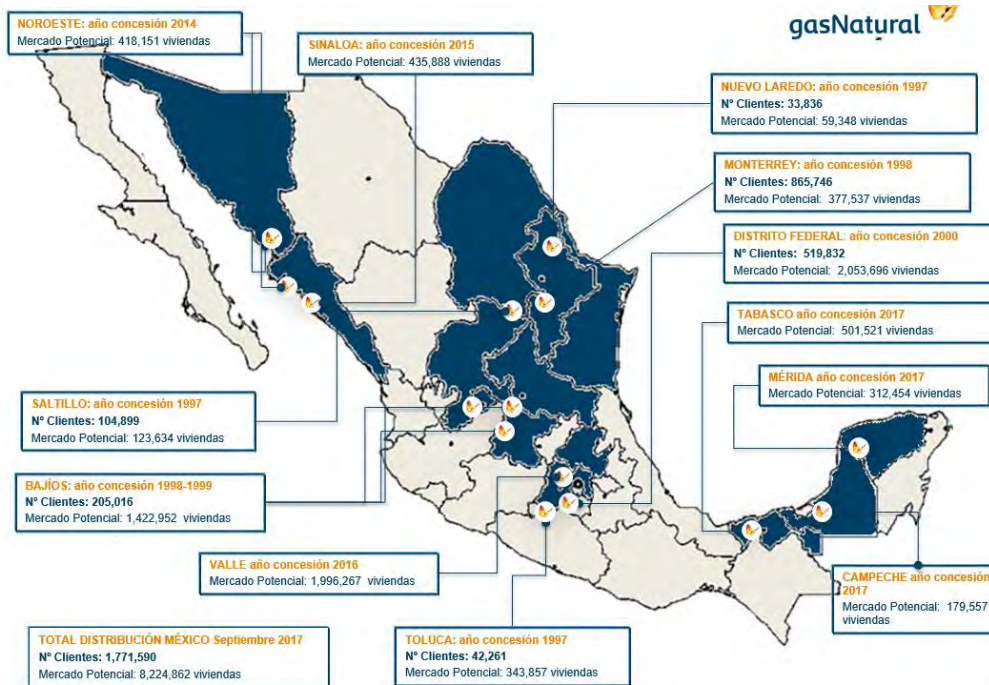 gasNatural
NOROESTE: año concesión 2014
Mercado Potencial: 418,151 viviendas
SINALOA: año concesión 2015
Mercado Potencial: 435,888 viviendas
NUEVO LAREDO: año concesión 1997
Nº Clientes: 33,836
Mercado Potencial: 59,348 viviendas
MONTERREY: año concesión 1998
Nº Clientes: 865,746
Mercado Potencial: 377,537 viviendas
DISTRITO FEDERAL: año concesión 2000
Nº Clientes: 519,832
Mercado Potencial: 2,053,696 viviendas
TABASCO año concesión 2017
Mercado Potencial: 501,521 viviendas
MÉRIDA año concesión 2017
Mercado Potencial: 312,454 viviendas
SALTILLO: año concesión 1997
Nº Clientes: 104,899
Mercado Potencial: 123,634 viviendas
BAJÍOS: año concesión 1998-1999
Nº Clientes: 205,016
Mercado Potencial: 1,422,952 viviendas
VALLE año concesión 2016
Mercado Potencial: 1,996,267 viviendas
CAMPECHE año concesión
2017
Mercado Potencial: 179,557
viviendas
TOTAL DISTRIBUCIÓN MÉXICO Septiembre 2017
Nº Clientes: 1,771,590
Mercado Potencial: 8,224,862 viviendas
TOLUCA: año concesión 1997
Nº Clientes: 42,261
Mercado Potencial: 343,857 viviendas